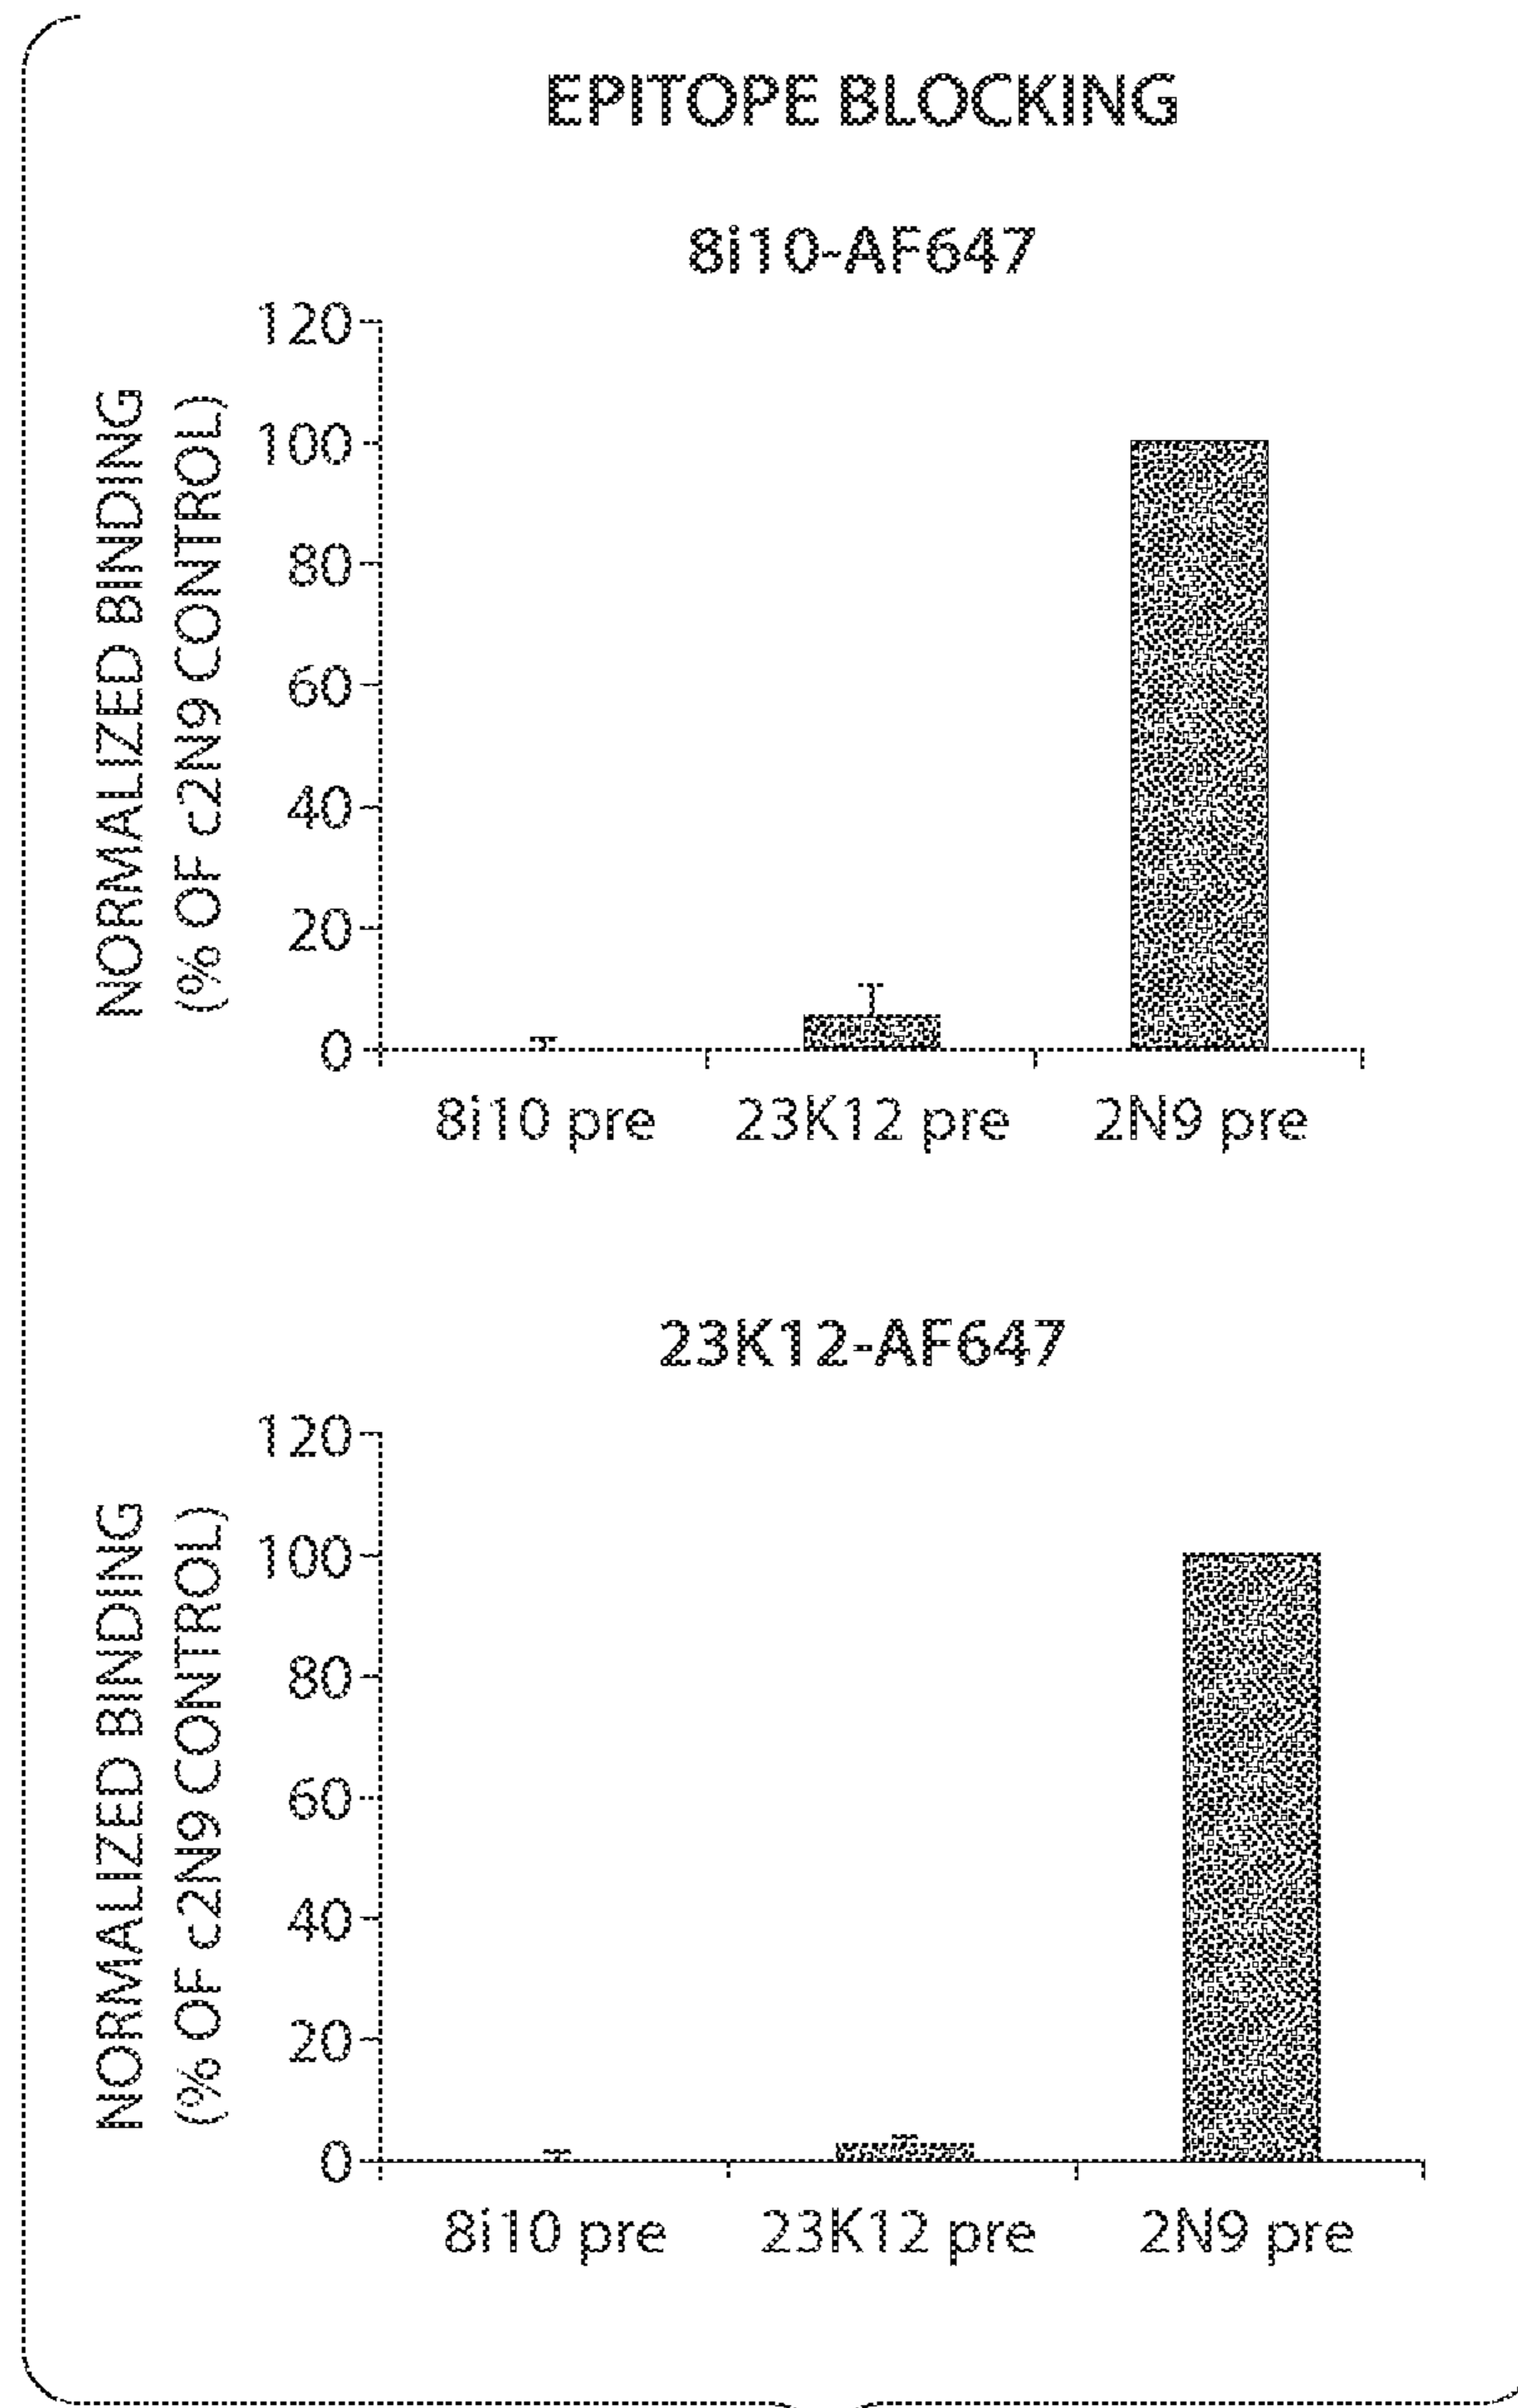 EPITOPE BLOCKING
8i10-AF647
NORMALIZED BINDING
(% OF c2N9 CONTROL)
120
100
80
60
40
20
0
8i10 pre 23K12 pre 2N9 pre
23K12-AF647
NORMALIZED BINDING
(% OF c2N9 CONTROL)
120
100
80
60
40
20
0
8i10 pre 23K12 pre 2N9 pre